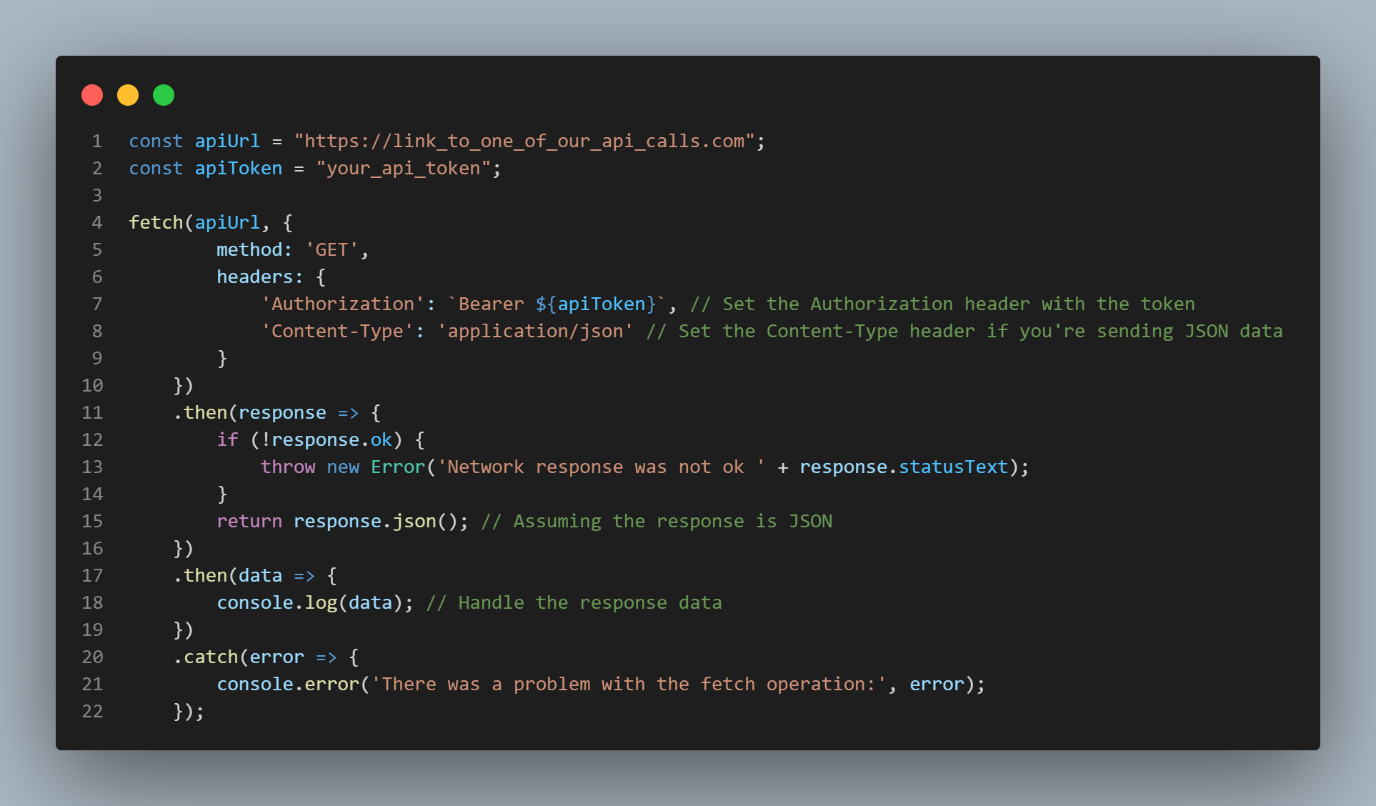 1 const apiUrl = "https://link_to_one_of_our_api_calls.com";
2 const apiToken = "your_api_token";
3
4 fetch(apiUrl, {
5         method: 'GET',
6         headers: {
7             'Authorization': `Bearer ${apiToken}`, // Set the Authorization header with the token
8             'Content-Type': 'application/json' // Set the Content-Type header if you're sending JSON data
9         }
10     })
11     .then(response => {
12         if (!response.ok) {
13             throw new Error('Network response was not ok ' + response.statusText);
14         }
15         return response.json(); // Assuming the response is JSON
16     })
17     .then(data => {
18         console.log(data); // Handle the response data
19     })
20     .catch(error => {
21         console.error('There was a problem with the fetch operation:', error);
22     });